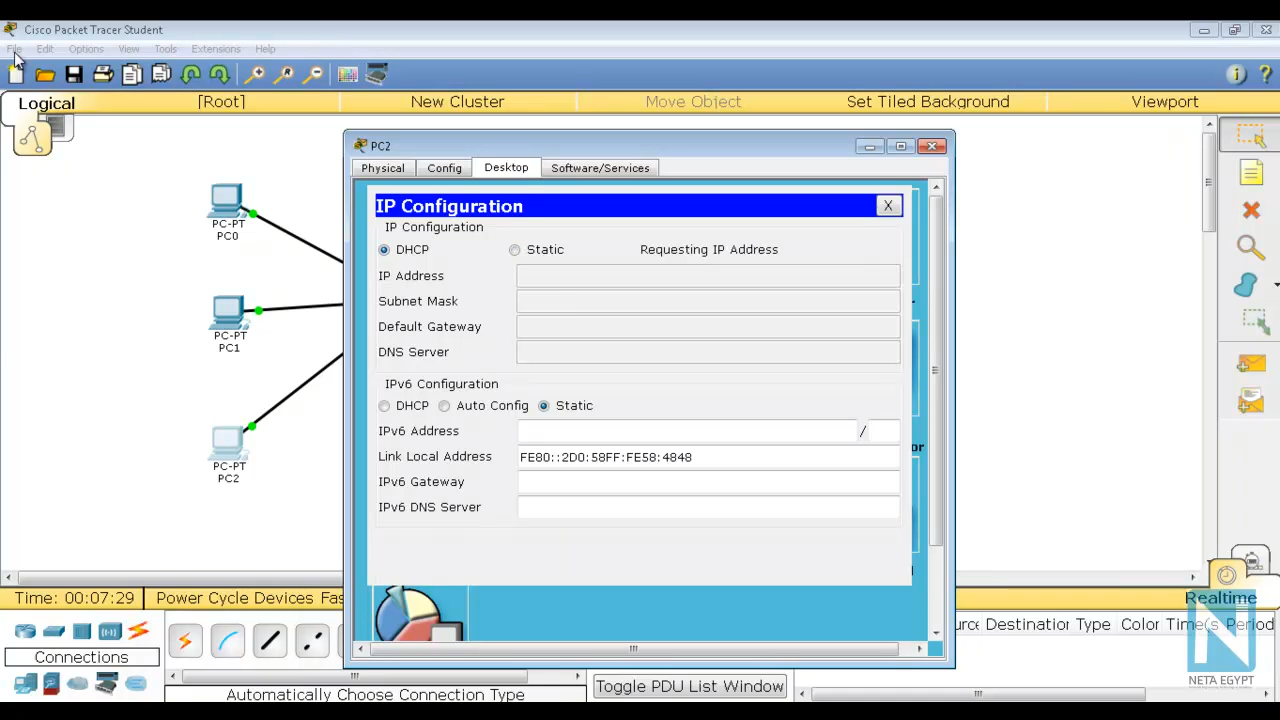 Cisco Packet Tracer Student
File Edit Options View Tools Extensions Help
Logical [Root] New Cluster Move Object Set Tiled Background Viewport
PC-PT
PC0
PC-PT
PC1
PC-PT
PC2
PC2
Physical Config Desktop Software/Services
IP Configuration X
IP Configuration
DHCP Static Requesting IP Address
IP Address
Subnet Mask
Default Gateway
DNS Server
IPv6 Configuration
DHCP Auto Config Static
IPv6 Address /
Link Local Address FE80::2D0:58FF:FE58:4848
IPv6 Gateway
IPv6 DNS Server
Time: 00:07:29 Power Cycle Devices Fas
Realtime
Connections
Automatically Choose Connection Type
Toggle PDU List Window
Destination Type Color Time(s Period
NETA EGYPT